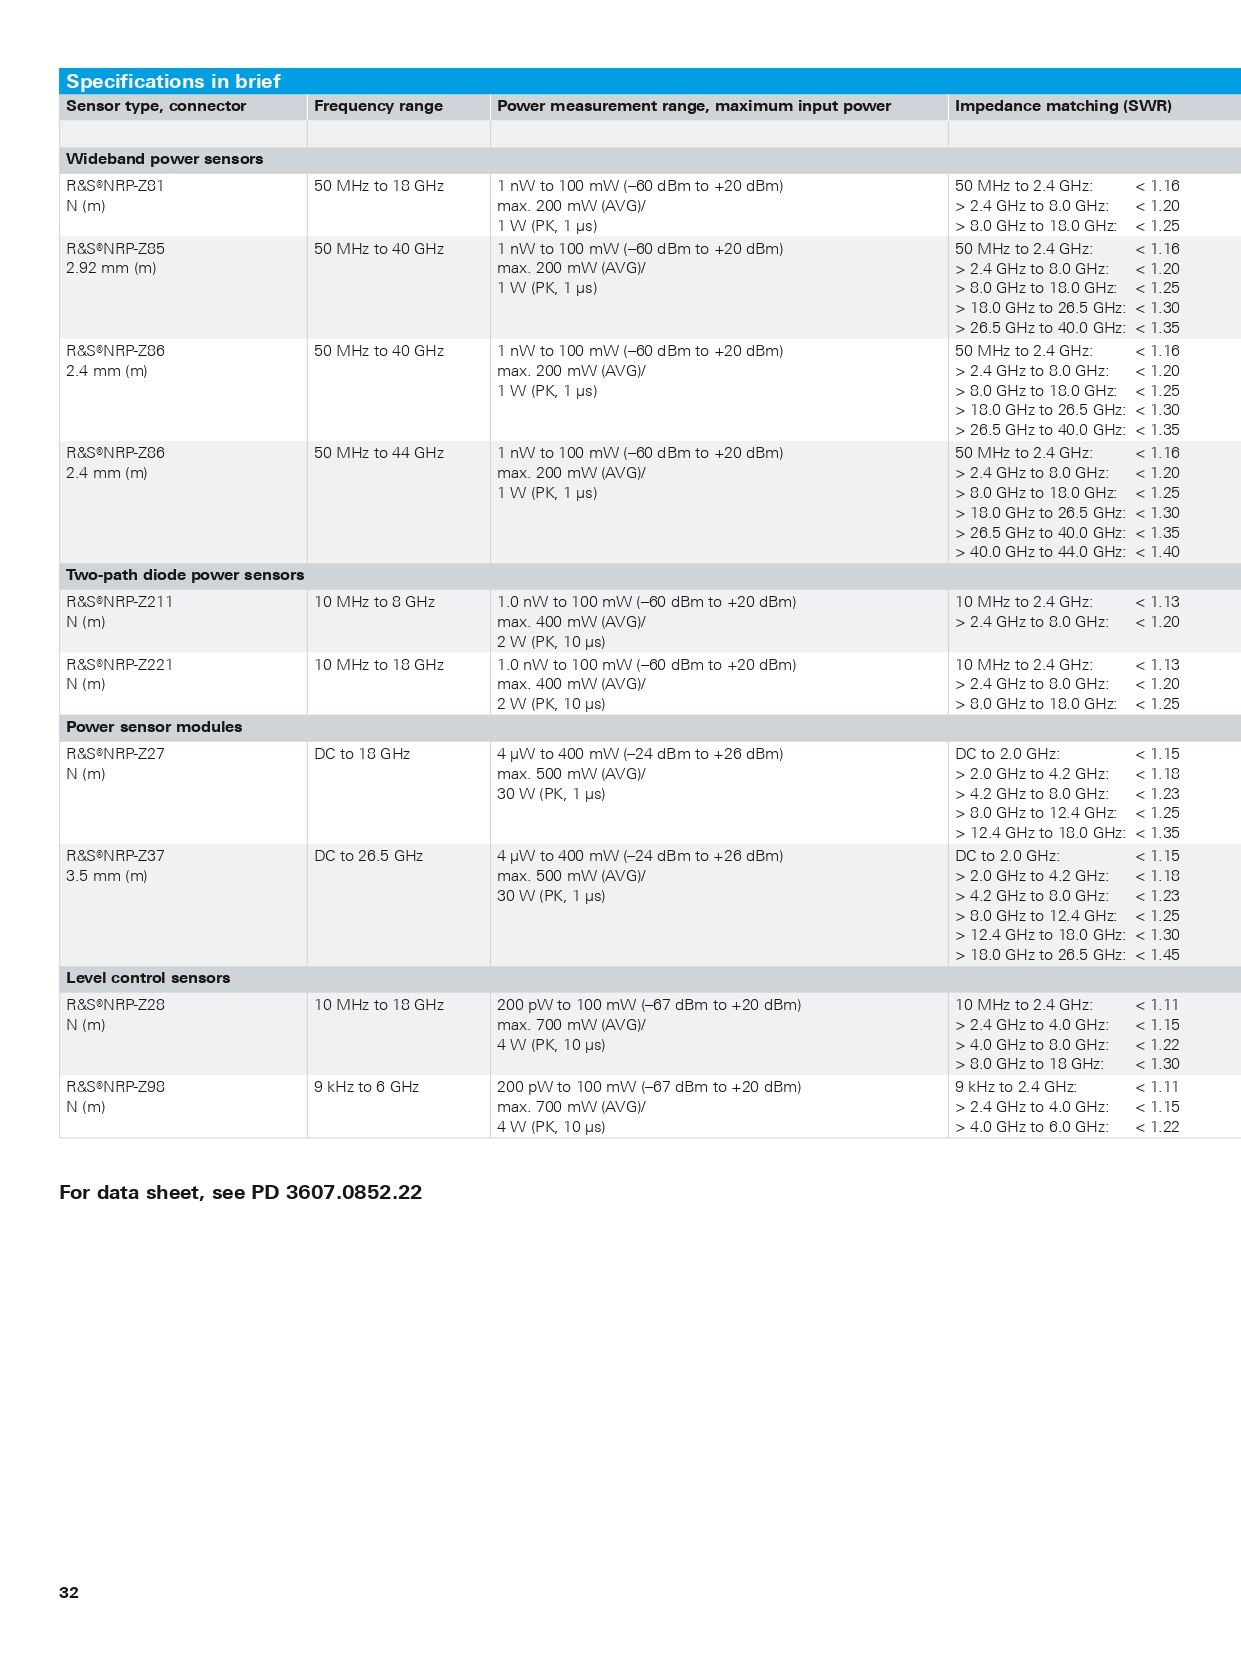 Specifications in brief
Sensor type, connector Frequency range Power measurement range, maximum input power Impedance matching (SWR)
Wideband power sensors
R&S®NRP-Z81 50 MHz to 18 GHz 1 nW to 100 mW (–60 dBm to +20 dBm) 50 MHz to 2.4 GHz: < 1.16
N (m) max. 200 mW (AVG)/ > 2.4 GHz to 8.0 GHz: < 1.20
1 W (PK, 1 μs) > 8.0 GHz to 18.0 GHz: < 1.25
R&S®NRP-Z85 50 MHz to 40 GHz 1 nW to 100 mW (–60 dBm to +20 dBm) 50 MHz to 2.4 GHz: < 1.16
2.92 mm (m) max. 200 mW (AVG)/ > 2.4 GHz to 8.0 GHz: < 1.20
1 W (PK, 1 μs) > 8.0 GHz to 18.0 GHz: < 1.25
> 18.0 GHz to 26.5 GHz: < 1.30
> 26.5 GHz to 40.0 GHz: < 1.35
R&S®NRP-Z86 50 MHz to 40 GHz 1 nW to 100 mW (–60 dBm to +20 dBm) 50 MHz to 2.4 GHz: < 1.16
2.4 mm (m) max. 200 mW (AVG)/ > 2.4 GHz to 8.0 GHz: < 1.20
1 W (PK, 1 μs) > 8.0 GHz to 18.0 GHz: < 1.25
> 18.0 GHz to 26.5 GHz: < 1.30
> 26.5 GHz to 40.0 GHz: < 1.35
R&S®NRP-Z86 50 MHz to 44 GHz 1 nW to 100 mW (–60 dBm to +20 dBm) 50 MHz to 2.4 GHz: < 1.16
2.4 mm (m) max. 200 mW (AVG)/ > 2.4 GHz to 8.0 GHz: < 1.20
1 W (PK, 1 μs) > 8.0 GHz to 18.0 GHz: < 1.25
> 18.0 GHz to 26.5 GHz: < 1.30
> 26.5 GHz to 40.0 GHz: < 1.35
> 40.0 GHz to 44.0 GHz: < 1.40
Two-path diode power sensors
R&S®NRP-Z211 10 MHz to 8 GHz 1.0 nW to 100 mW (–60 dBm to +20 dBm) 10 MHz to 2.4 GHz: < 1.13
N (m) max. 400 mW (AVG)/ > 2.4 GHz to 8.0 GHz: < 1.20
2 W (PK, 10 μs)
R&S®NRP-Z221 10 MHz to 18 GHz 1.0 nW to 100 mW (–60 dBm to +20 dBm) 10 MHz to 2.4 GHz: < 1.13
N (m) max. 400 mW (AVG)/ > 2.4 GHz to 8.0 GHz: < 1.20
2 W (PK, 10 μs) > 8.0 GHz to 18.0 GHz: < 1.25
Power sensor modules
R&S®NRP-Z27 DC to 18 GHz 4 μW to 400 mW (–24 dBm to +26 dBm) DC to 2.0 GHz: < 1.15
N (m) max. 500 mW (AVG)/ > 2.0 GHz to 4.2 GHz: < 1.18
30 W (PK, 1 μs) > 4.2 GHz to 8.0 GHz: < 1.23
> 8.0 GHz to 12.4 GHz: < 1.25
> 12.4 GHz to 18.0 GHz: < 1.35
R&S®NRP-Z37 DC to 26.5 GHz 4 μW to 400 mW (–24 dBm to +26 dBm) DC to 2.0 GHz: < 1.15
3.5 mm (m) max. 500 mW (AVG)/ > 2.0 GHz to 4.2 GHz: < 1.18
30 W (PK, 1 μs) > 4.2 GHz to 8.0 GHz: < 1.23
> 8.0 GHz to 12.4 GHz: < 1.25
> 12.4 GHz to 18.0 GHz: < 1.30
> 18.0 GHz to 26.5 GHz: < 1.45
Level control sensors
R&S®NRP-Z28 10 MHz to 18 GHz 200 pW to 100 mW (–67 dBm to +20 dBm) 10 MHz to 2.4 GHz: < 1.11
N (m) max. 700 mW (AVG)/ > 2.4 GHz to 4.0 GHz: < 1.15
4 W (PK, 10 μs) > 4.0 GHz to 8.0 GHz: < 1.22
> 8.0 GHz to 18 GHz: < 1.30
R&S®NRP-Z98 9 kHz to 6 GHz 200 pW to 100 mW (–67 dBm to +20 dBm) 9 kHz to 2.4 GHz: < 1.11
N (m) max. 700 mW (AVG)/ > 2.4 GHz to 4.0 GHz: < 1.15
4 W (PK, 10 μs) > 4.0 GHz to 6.0 GHz: < 1.22
For data sheet, see PD 3607.0852.22
32